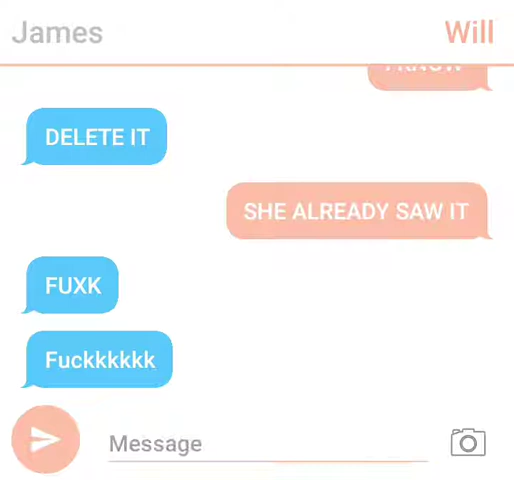 James
Will
DELETE IT
SHE ALREADY SAW IT
FUXK
Fuckkkkkk
Message